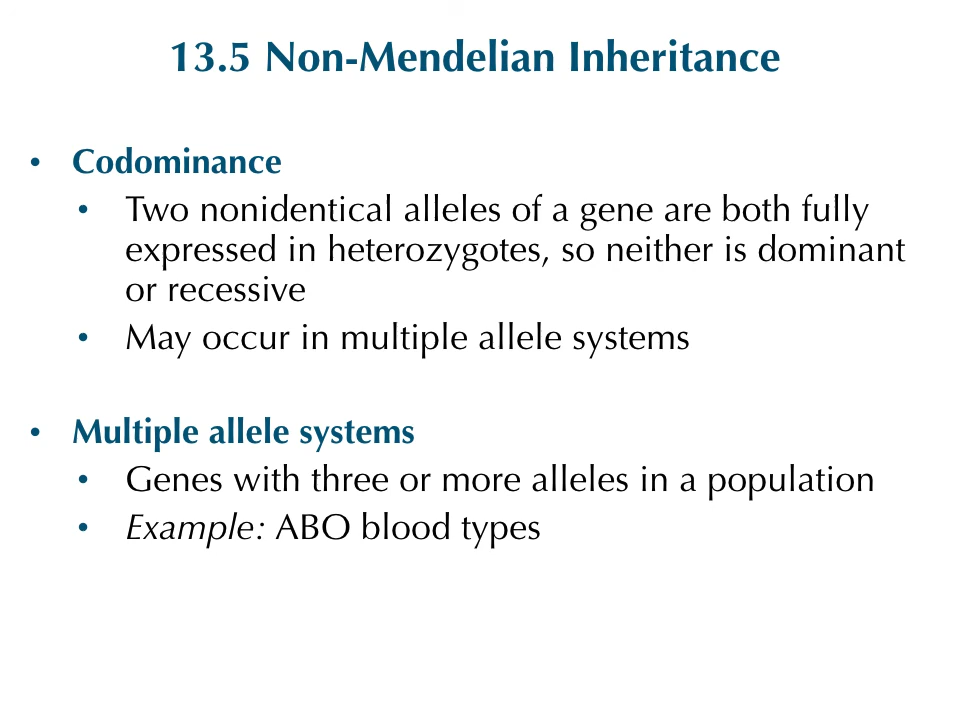 13.5 Non-Mendelian Inheritance
• Codominance
• Two nonidentical alleles of a gene are both fully
expressed in heterozygotes, so neither is dominant
or recessive
• May occur in multiple allele systems
• Multiple allele systems
• Genes with three or more alleles in a population
• Example: ABO blood types